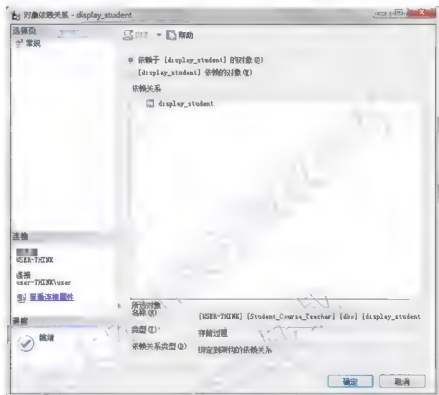 对象依赖关系 - display_student
选择页
常规
脚本 帮助
依赖于 [display_student] 的对象(O)
[display_student] 依赖的对象(W)
依赖关系
display_student
连接
USER-THINK
连接
user-THINK\user
查看连接属性
进度
就绪
所选对象
名称(N)
[USER-THINK] [Student_Course_Teacher] [dbo] [display_student
类型(T)
存储过程
依赖关系类型(D)
绑定到架构的依赖关系
确定
取消